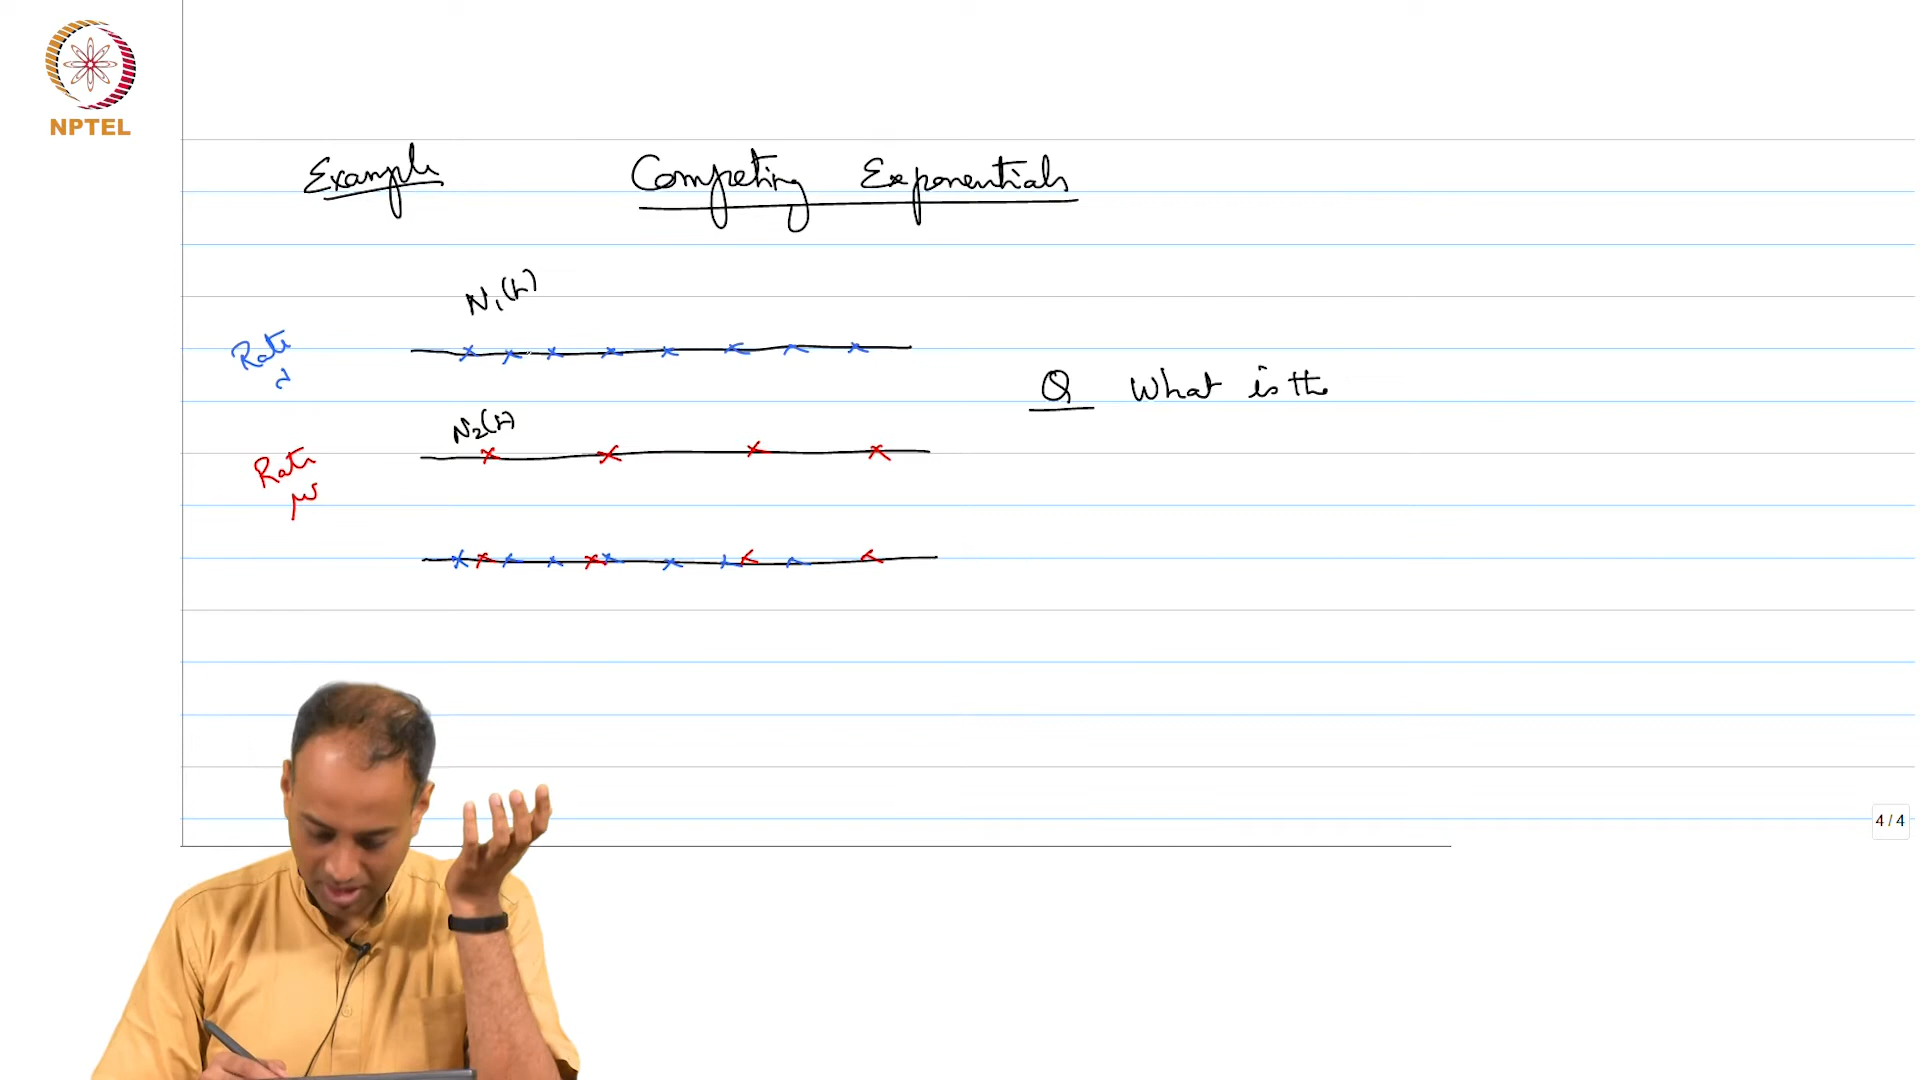 NPTEL
Example Competing Exponentials
N₁(t)
Rate
λ
Q What is the
N₂(t)
Rate
μ
4 / 4